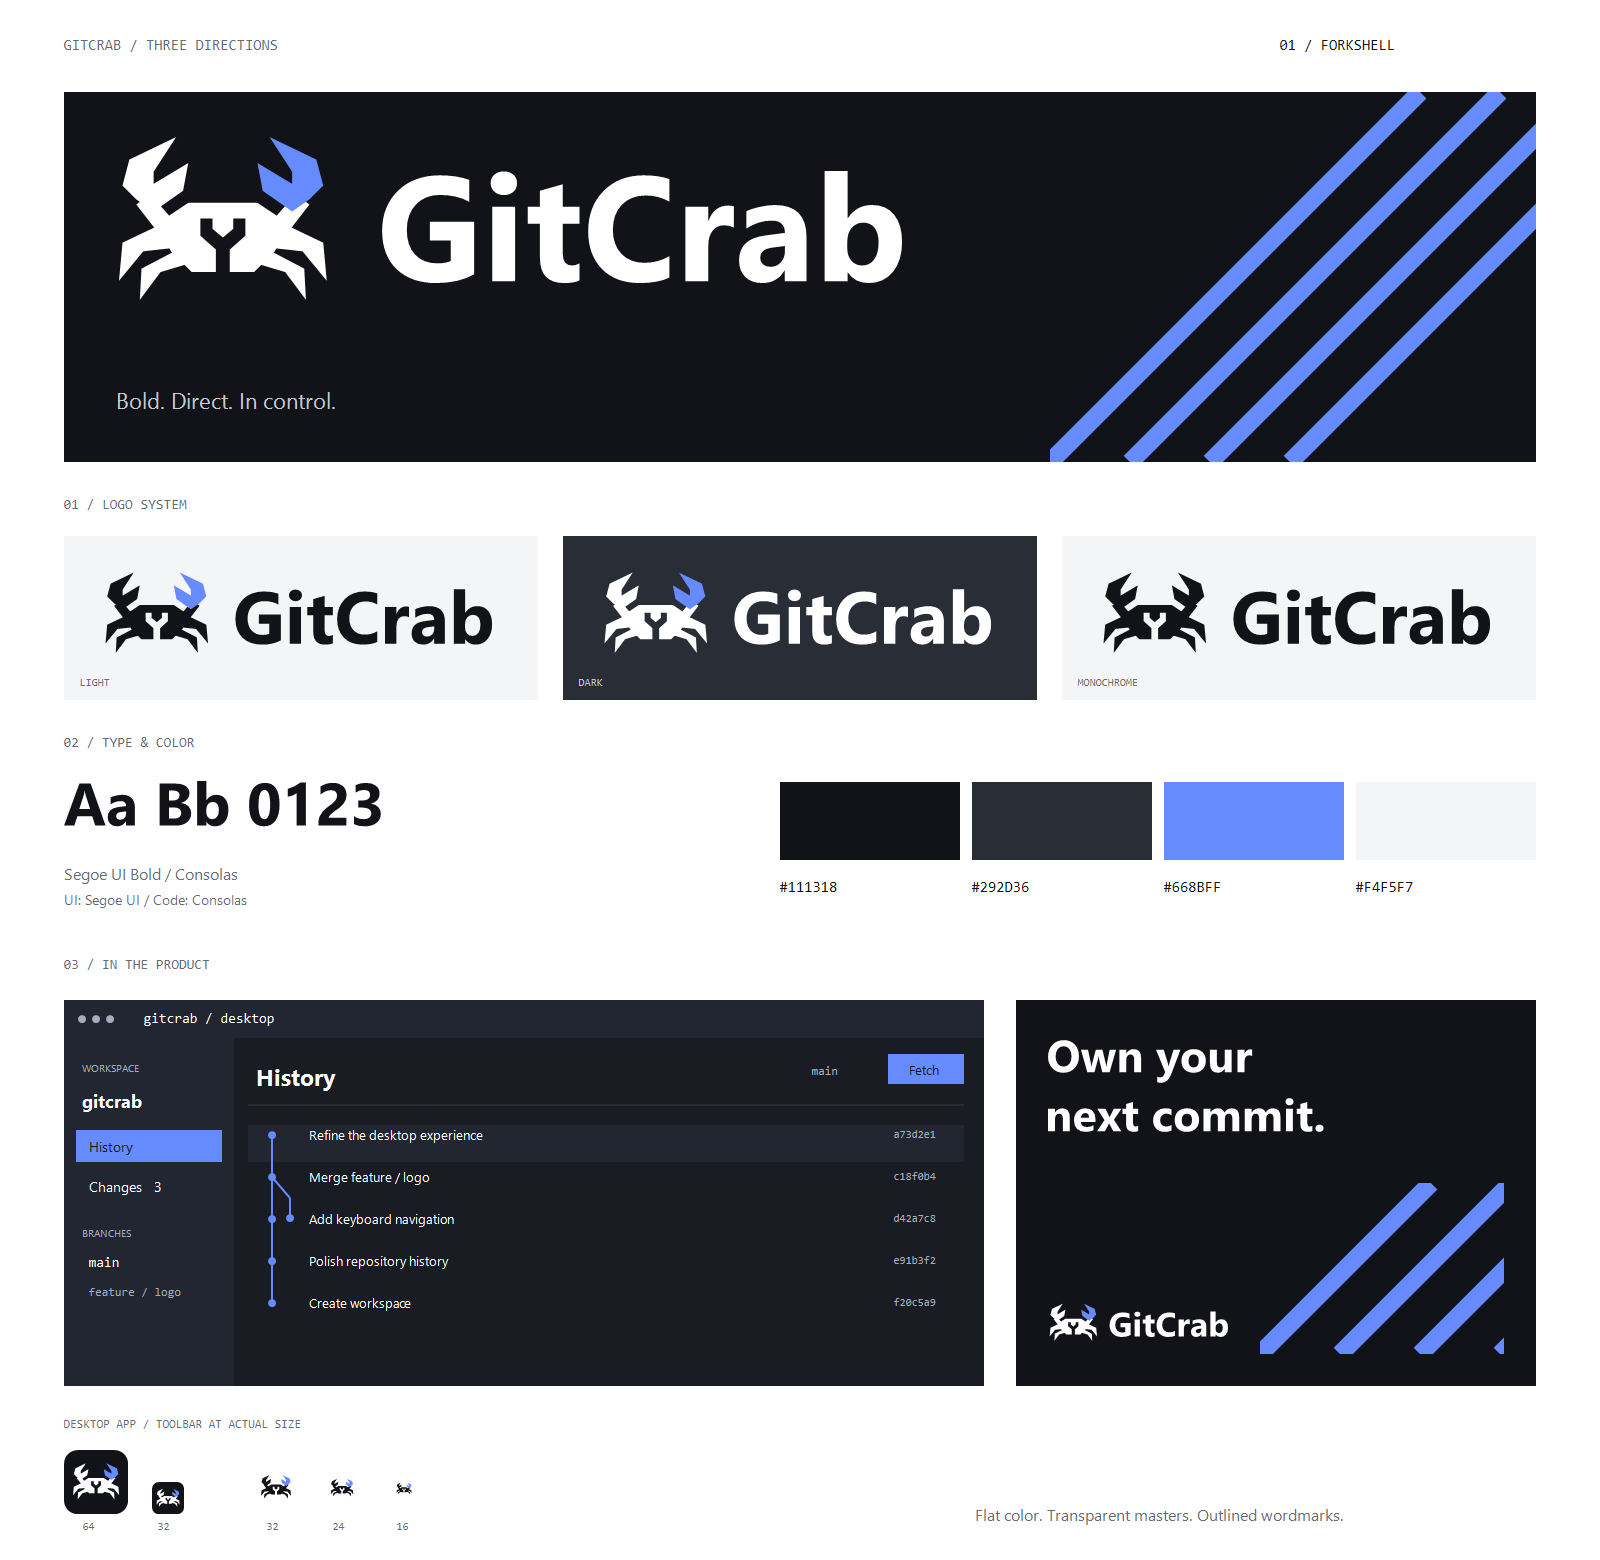 GITCRAB / THREE DIRECTIONS
01 / FORKSHELL
GitCrab
Bold. Direct. In control.
01 / LOGO SYSTEM
GitCrab
LIGHT
GitCrab
DARK
GitCrab
MONOCHROME
02 / TYPE & COLOR
Aa Bb 0123
Segoe UI Bold / Consolas
UI: Segoe UI / Code: Consolas
#111318
#292D36
#668BFF
#F4F5F7
03 / IN THE PRODUCT
gitcrab / desktop
WORKSPACE
gitcrab
History
Changes 3
BRANCHES
main
feature / logo
History
main
Fetch
Refine the desktop experience a73d2e1
Merge feature / logo c18f0b4
Add keyboard navigation d42a7c8
Polish repository history e91b3f2
Create workspace f20c5a9
Own your
next commit.
GitCrab
DESKTOP APP / TOOLBAR AT ACTUAL SIZE
64 32 32 24 16
Flat color. Transparent masters. Outlined wordmarks.